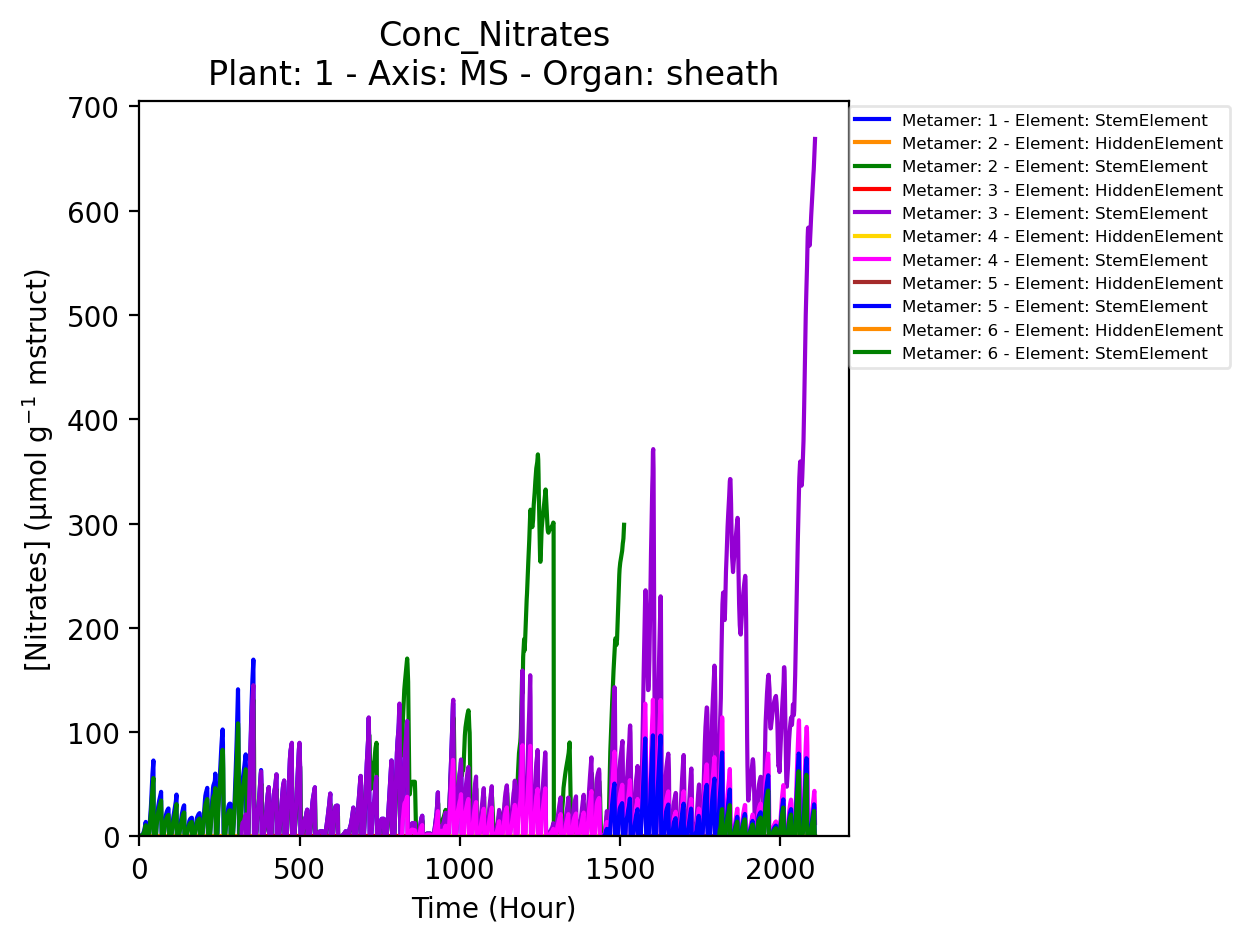 Conc_Nitrates
Plant: 1 - Axis: MS - Organ: sheath
700
600
500
400
300
200
100
0
[Nitrates] (µmol g⁻¹ mstruct)
0
500
1000
1500
2000
Time (Hour)
Metamer: 1 - Element: StemElement
Metamer: 2 - Element: HiddenElement
Metamer: 2 - Element: StemElement
Metamer: 3 - Element: HiddenElement
Metamer: 3 - Element: StemElement
Metamer: 4 - Element: HiddenElement
Metamer: 4 - Element: StemElement
Metamer: 5 - Element: HiddenElement
Metamer: 5 - Element: StemElement
Metamer: 6 - Element: HiddenElement
Metamer: 6 - Element: StemElement